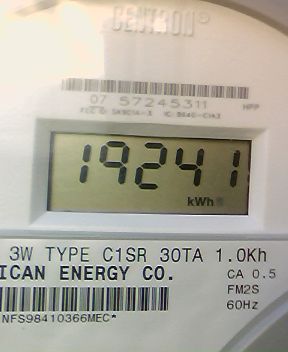 CENTRON®
07 57245311 HPP
19241
kWh
3W TYPE C1SR 30TA 1.0Kh
ICAN ENERGY CO. CA 0.5
FM2S
60Hz
NFS98410366MEC*